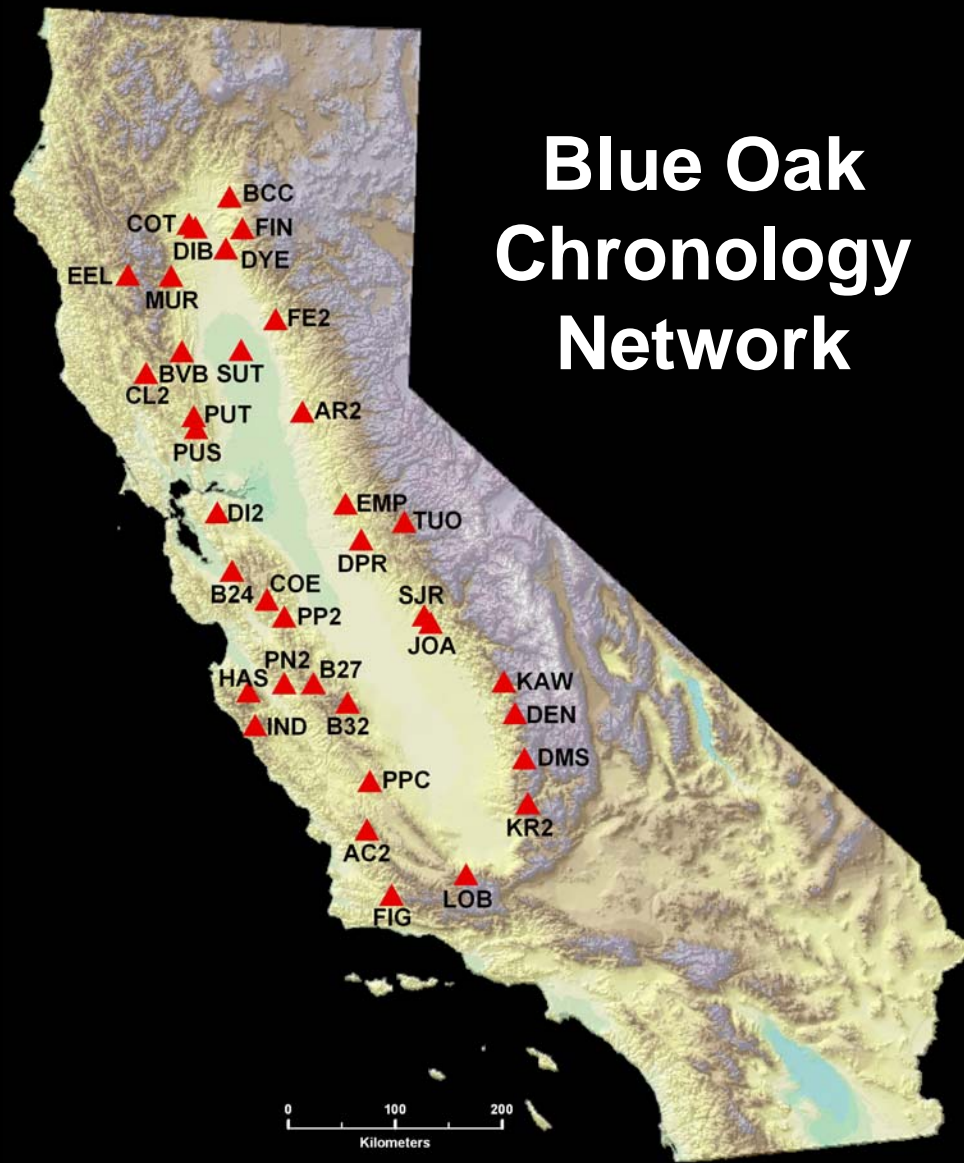 Blue Oak
Chronology
Network
BCC
COT
FIN
DIB
DYE
EEL
MUR
FE2
BVB
SUT
CL2
PUT
AR2
PUS
EMP
DI2
TUO
DPR
COE
B24
SJR
PP2
JOA
PN2
B27
HAS
KAW
DEN
IND
B32
DMS
PPC
KR2
AC2
LOB
FIG
0 100 200
Kilometers